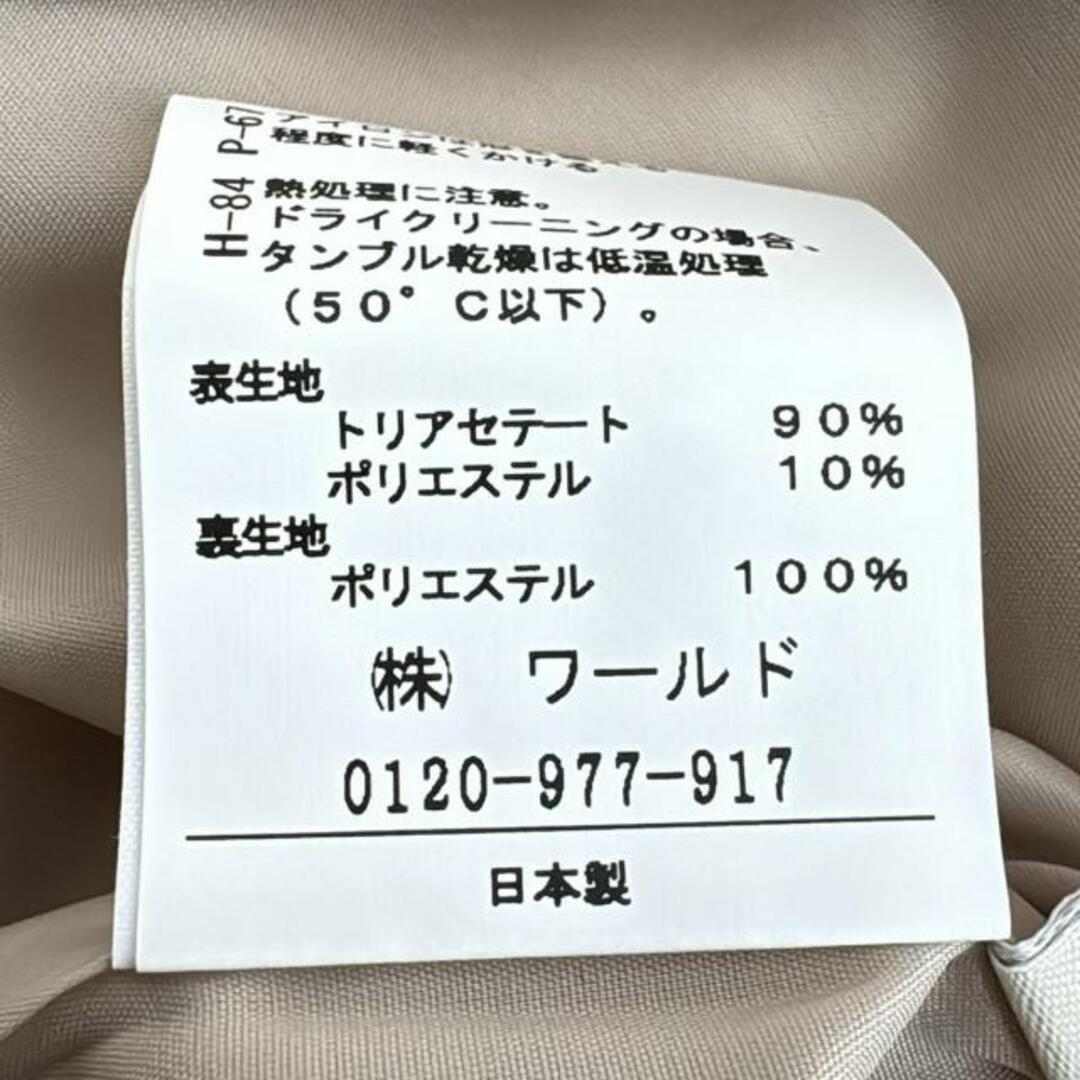 P-67
程度に軽くかける
H-84
熱処理に注意。
ドライクリーニングの場合、
タンブル乾燥は低温処理
(50°C以下)。
表生地
トリアセテート 90%
ポリエステル 10%
裏生地
ポリエステル 100%
㈱ ワールド
0120-977-917
日本製